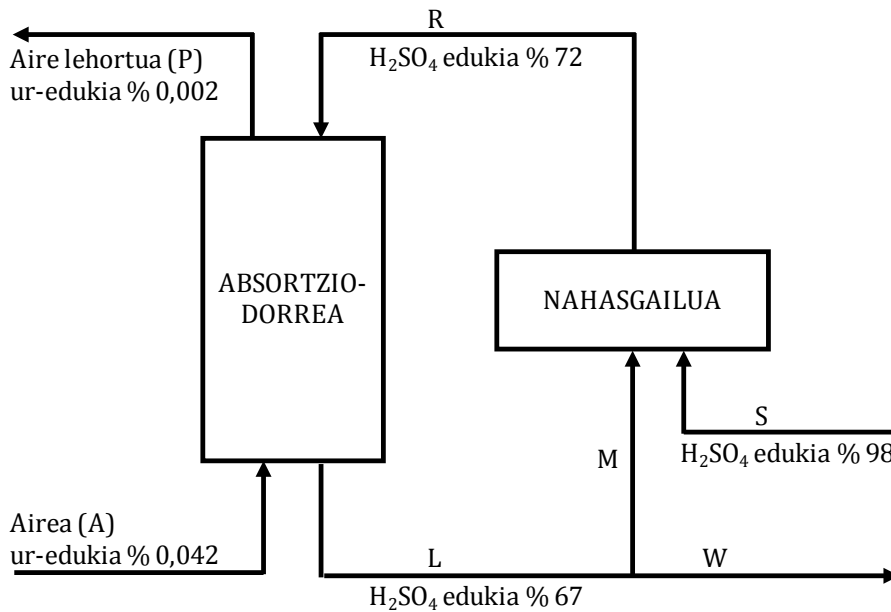 R
H₂SO₄ edukia % 72
Aire lehortua (P)
ur-edukia % 0,002
ABSORTZIO-
DORREA
NAHASGAILUA
S
H₂SO₄ edukia % 98
M
Airea (A)
ur-edukia % 0,042
L
W
H₂SO₄ edukia % 67